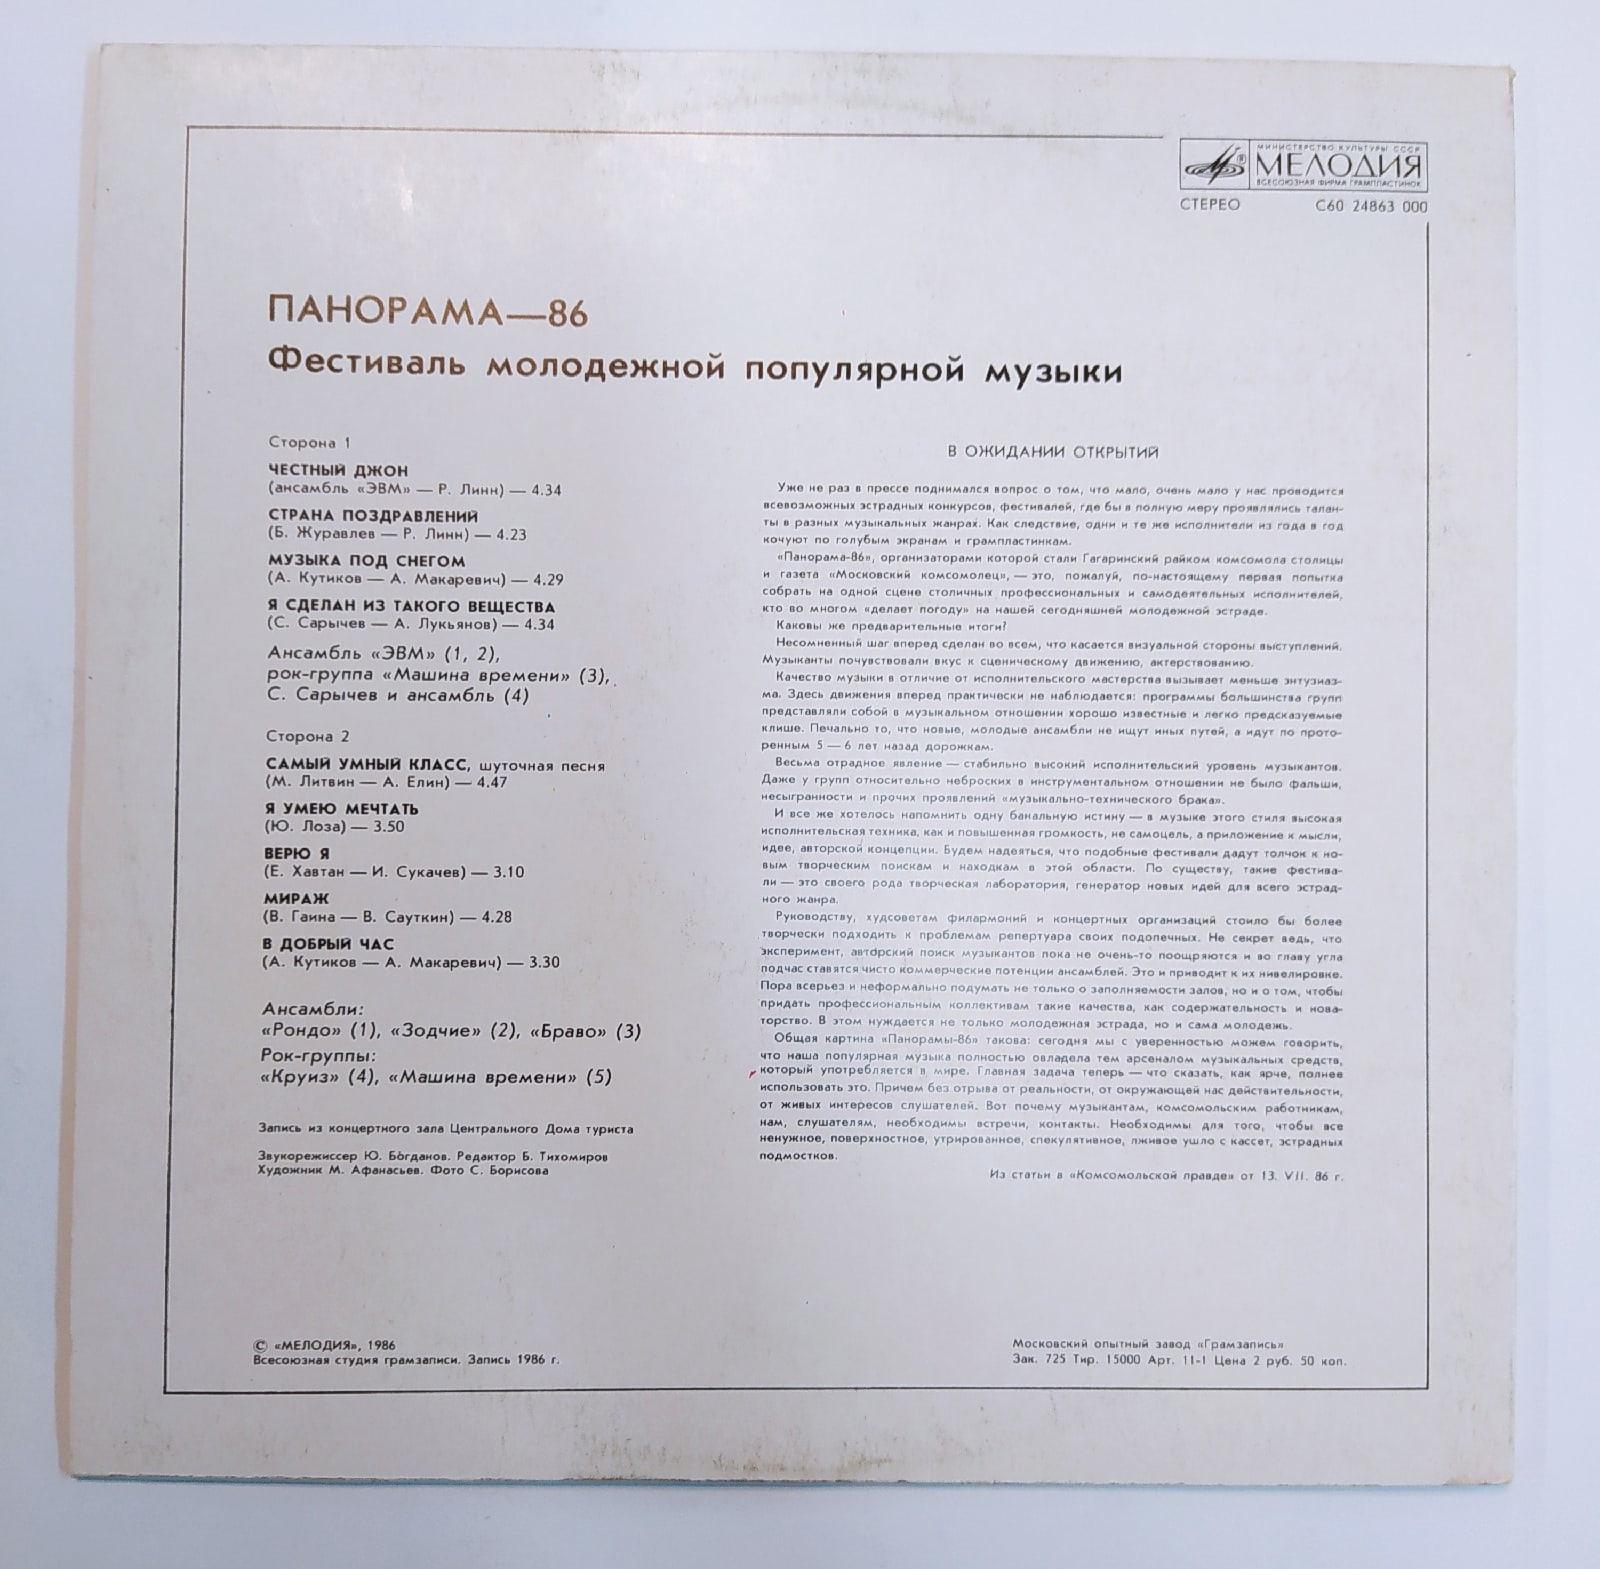 МИНИСТЕРСТВО КУЛЬТУРЫ СССР
МЕЛОДИЯ
ВСЕСОЮЗНАЯ ФИРМА ГРАМПЛАСТИНОК
СТЕРЕО С60 24863 000
ПАНОРАМА—86
Фестиваль молодежной популярной музыки
Сторона 1
ЧЕСТНЫЙ ДЖОН
(ансамбль «ЭВМ» — Р. Линн) — 4.34
СТРАНА ПОЗДРАВЛЕНИЙ
(Б. Журавлев — Р. Линн) — 4.23
МУЗЫКА ПОД СНЕГОМ
(А. Кутиков — А. Макаревич) — 4.29
Я СДЕЛАН ИЗ ТАКОГО ВЕЩЕСТВА
(С. Сарычев — А. Лукьянов) — 4.34
Ансамбль «ЭВМ» (1, 2),
рок-группа «Машина времени» (3),
С. Сарычев и ансамбль (4)
Сторона 2
САМЫЙ УМНЫЙ КЛАСС, шуточная песня
(М. Литвин — А. Елин) — 4.47
Я УМЕЮ МЕЧТАТЬ
(Ю. Лоза) — 3.50
ВЕРЮ Я
(Е. Хавтан — И. Сукачев) — 3.10
МИРАЖ
(В. Гаина — В. Сауткин) — 4.28
В ДОБРЫЙ ЧАС
(А. Кутиков — А. Макаревич) — 3.30
Ансамбли:
«Рондо» (1), «Зодчие» (2), «Браво» (3)
Рок-группы:
«Круиз» (4), «Машина времени» (5)
Запись из концертного зала Центрального Дома туриста
Звукорежиссер Ю. Богданов. Редактор Б. Тихомиров
Художник М. Афанасьев. Фото С. Борисова
В ОЖИДАНИИ ОТКРЫТИЙ
Уже не раз в прессе поднимался вопрос о том, что мало, очень мало у нас проводится
всевозможных эстрадных конкурсов, фестивалей, где бы в полную меру проявлялись талан-
ты в разных музыкальных жанрах. Как следствие, одни и те же исполнители из года в год
кочуют по голубым экранам и грампластинкам.
«Панорама-86», организаторами которой стали Гагаринский райком комсомола столицы
и газета «Московский комсомолец», — это, пожалуй, по-настоящему первая попытка
собрать на одной сцене столичных профессиональных и самодеятельных исполнителей,
кто во многом «делает погоду» на нашей сегодняшней молодежной эстраде.
Каковы же предварительные итоги?
Несомненный шаг вперед сделан во всем, что касается визуальной стороны выступлений.
Музыканты почувствовали вкус к сценическому движению, актерствованию.
Качество музыки в отличие от исполнительского мастерства вызывает меньше энтузиаз-
ма. Здесь движения вперед практически не наблюдается: программы большинства групп
представляли собой в музыкальном отношении хорошо известные и легко предсказуемые
клише. Печально то, что новые, молодые ансамбли не ищут иных путей, а идут по прото-
ренным 5 — 6 лет назад дорожкам.
Весьма отрадное явление — стабильно высокий исполнительский уровень музыкантов.
Даже у групп относительно неброских в инструментальном отношении не было фальши,
несыгранности и прочих проявлений «музыкально-технического брака».
И все же хотелось напомнить одну банальную истину — в музыке этого стиля высокая
исполнительская техника, как и повышенная громкость, не самоцель, а приложение к мысли,
идее, авторской концепции. Будем надеяться, что подобные фестивали дадут толчок к но-
вым творческим поискам и находкам в этой области. По существу, такие фестива-
ли — это своего рода творческая лаборатория, генератор новых идей для всего эстрад-
ного жанра.
Руководству, худсоветам филармоний и концертных организаций стоило бы более
творчески подходить к проблемам репертуара своих подопечных. Не секрет ведь, что
эксперимент, авторский поиск музыкантов пока не очень-то поощряются и во главу угла
подчас ставятся чисто коммерческие потенции ансамблей. Это и приводит к их нивелировке.
Пора всерьез и неформально подумать не только о заполняемости залов, но и о том, чтобы
придать профессиональным коллективам такие качества, как содержательность и нова-
торство. В этом нуждается не только молодежная эстрада, но и сама молодежь.
Общая картина «Панорамы-86» такова: сегодня мы с уверенностью можем говорить,
что наша популярная музыка полностью овладела тем арсеналом музыкальных средств,
который употребляется в мире. Главная задача теперь — что сказать, как ярче, полнее
использовать это. Причем без отрыва от реальности, от окружающей нас действительности,
от живых интересов слушателей. Вот почему музыкантам, комсомольским работникам,
нам, слушателям, необходимы встречи, контакты. Необходимы для того, чтобы все
ненужное, поверхностное, утрированное, спекулятивное, лживое ушло с кассет, эстрадных
подмостков.
Из статьи в «Комсомольской правде» от 13. VII. 86 г.
© «МЕЛОДИЯ», 1986
Всесоюзная студия грамзаписи. Запись 1986 г.
Московский опытный завод «Грамзапись»
Зак. 725 Тир. 15000 Арт. 11-1 Цена 2 руб. 50 коп.